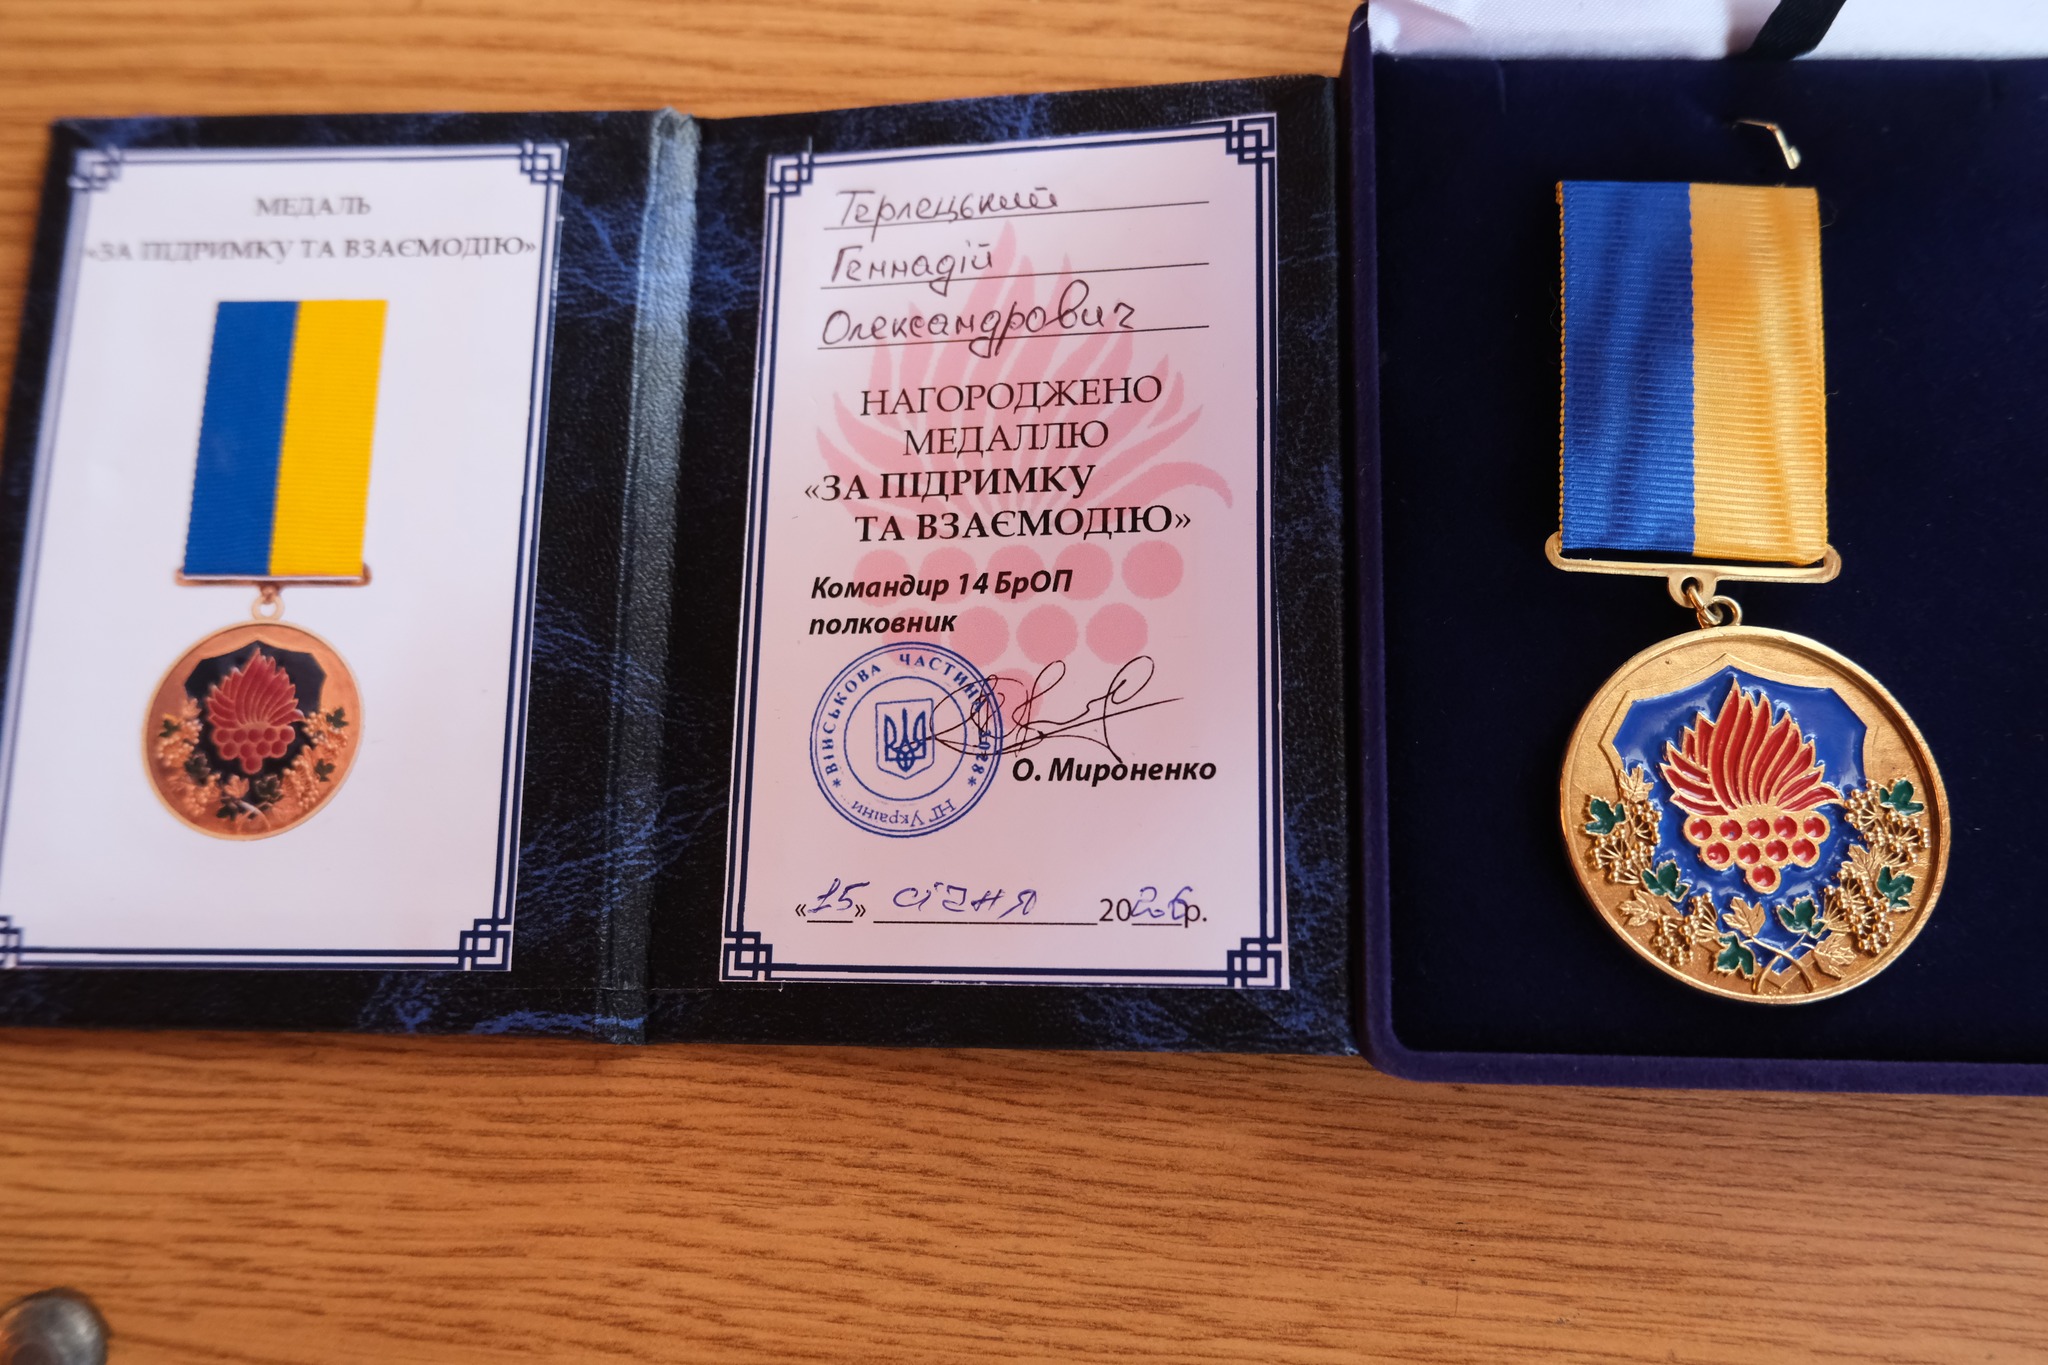 МЕДАЛЬ
«ЗА ПІДРИМКУ ТА ВЗАЄМОДІЮ»
Терлецький
Геннадій
Олександрович
НАГОРОДЖЕНО
МЕДАЛЛЮ
«ЗА ПІДРИМКУ
ТА ВЗАЄМОДІЮ»
Командир 14 БрОП
полковник
* ВІЙСЬКОВА ЧАСТИНА
НГ України
О. Мироненко
«15» січня 2026р.